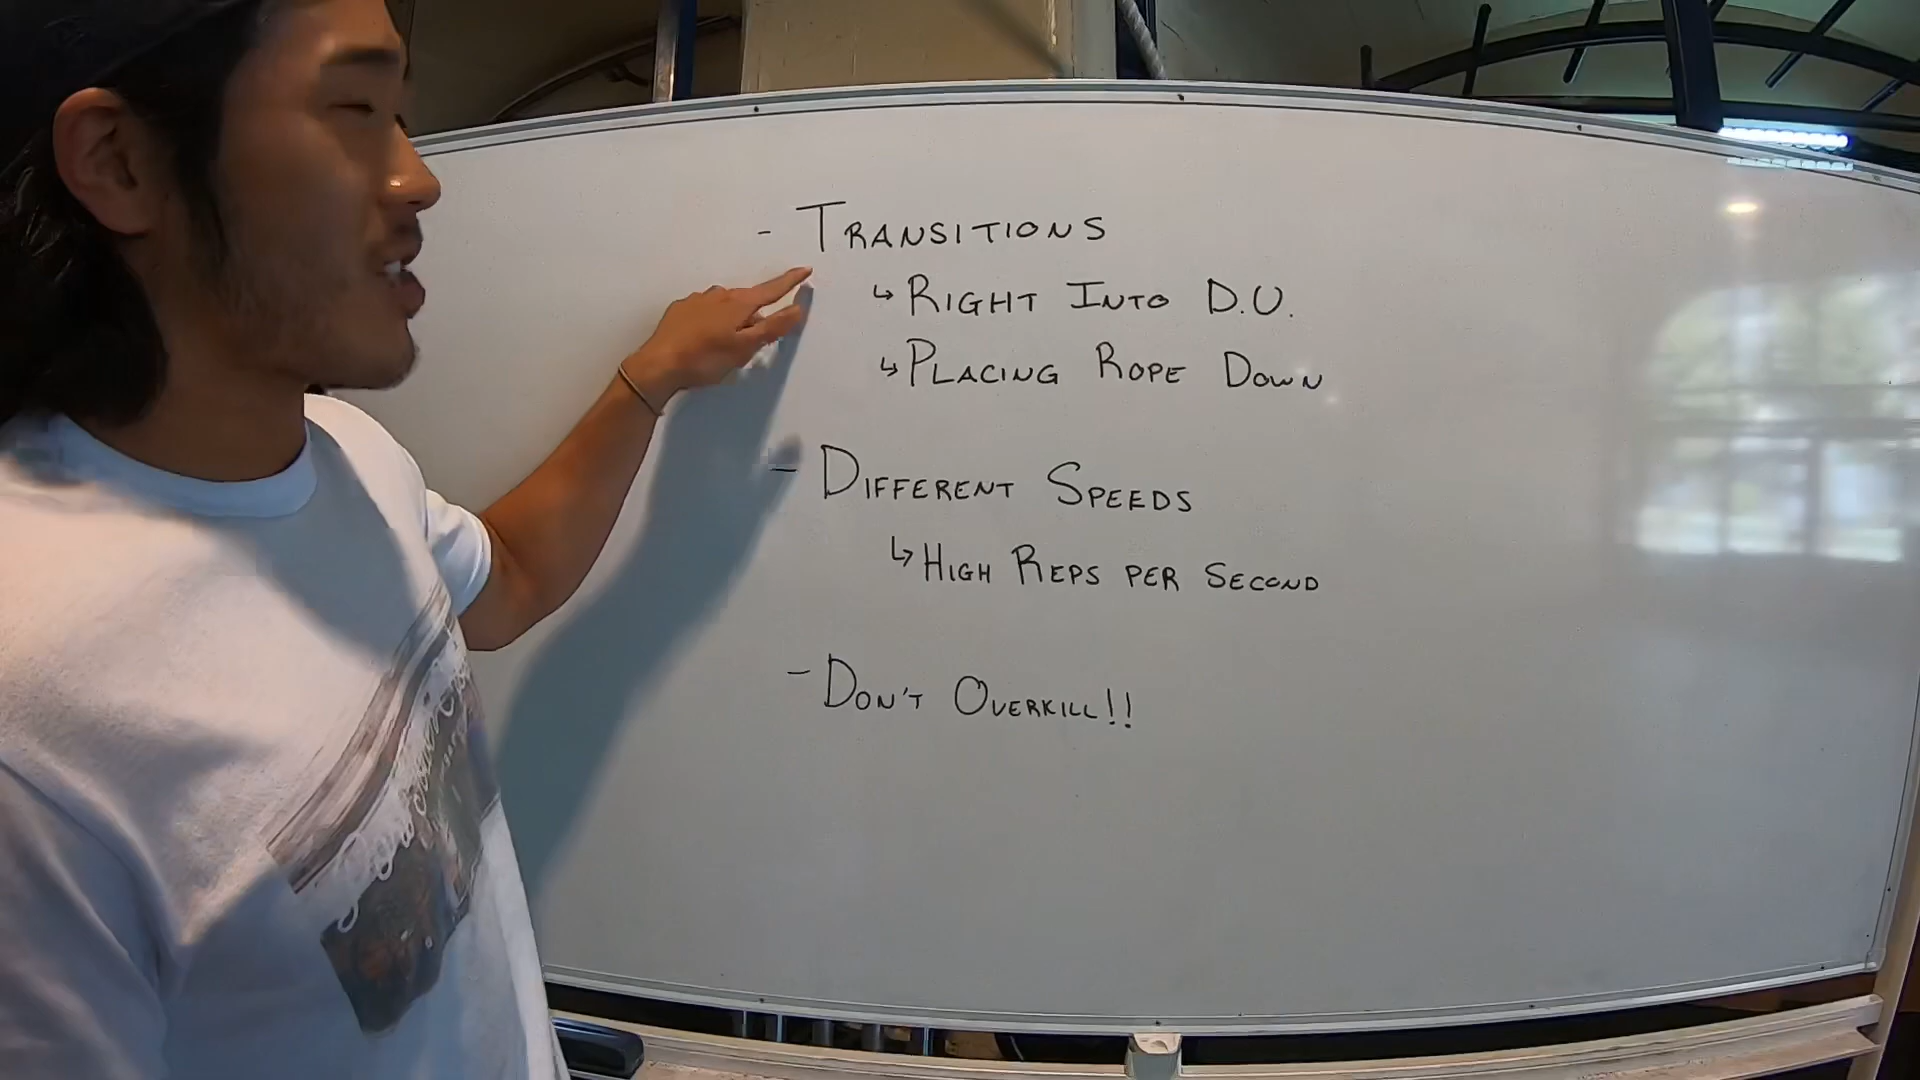 - TRANSITIONS
↳ RIGHT INTO D.U.
↳ PLACING ROPE DOWN
- DIFFERENT SPEEDS
↳ HIGH REPS PER SECOND
- DON'T OVERKILL!!